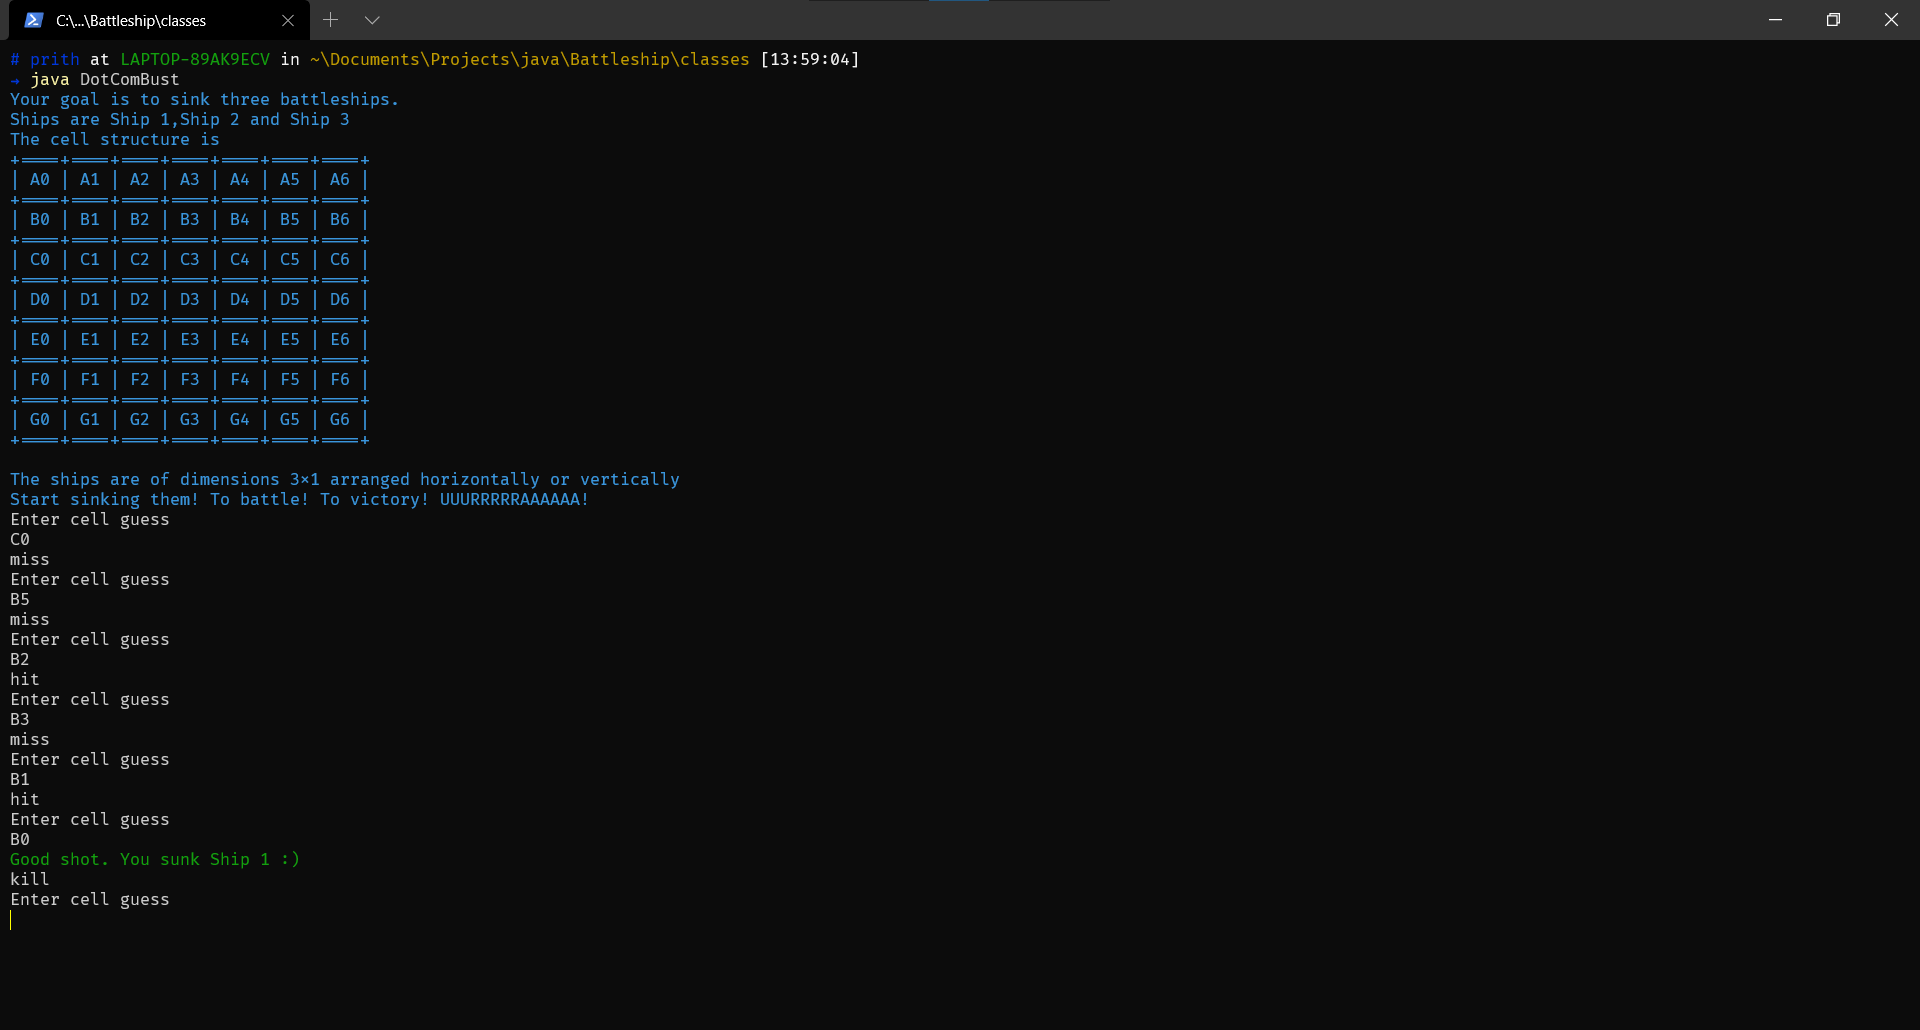 C:\...\Battleship\classes
# prith at LAPTOP-89AK9ECV in ~\Documents\Projects\java\Battleship\classes [13:59:04]
→ java DotComBust
Your goal is to sink three battleships.
Ships are Ship 1,Ship 2 and Ship 3
The cell structure is
+====+====+====+====+====+====+====+
| A0 | A1 | A2 | A3 | A4 | A5 | A6 |
+====+====+====+====+====+====+====+
| B0 | B1 | B2 | B3 | B4 | B5 | B6 |
+====+====+====+====+====+====+====+
| C0 | C1 | C2 | C3 | C4 | C5 | C6 |
+====+====+====+====+====+====+====+
| D0 | D1 | D2 | D3 | D4 | D5 | D6 |
+====+====+====+====+====+====+====+
| E0 | E1 | E2 | E3 | E4 | E5 | E6 |
+====+====+====+====+====+====+====+
| F0 | F1 | F2 | F3 | F4 | F5 | F6 |
+====+====+====+====+====+====+====+
| G0 | G1 | G2 | G3 | G4 | G5 | G6 |
+====+====+====+====+====+====+====+
The ships are of dimensions 3×1 arranged horizontally or vertically
Start sinking them! To battle! To victory! UUURRRRRAAAAAA!
Enter cell guess
C0
miss
Enter cell guess
B5
miss
Enter cell guess
B2
hit
Enter cell guess
B3
miss
Enter cell guess
B1
hit
Enter cell guess
B0
Good shot. You sunk Ship 1 :)
kill
Enter cell guess